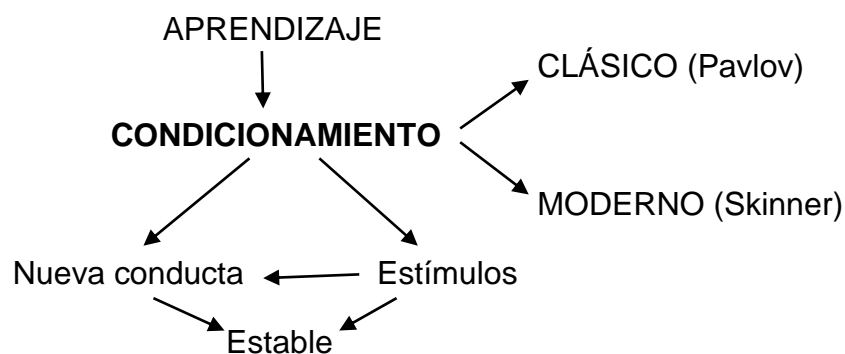 APRENDIZAJE
CLÁSICO (Pavlov)
CONDICIONAMIENTO
MODERNO (Skinner)
Nueva conducta
Estímulos
Estable